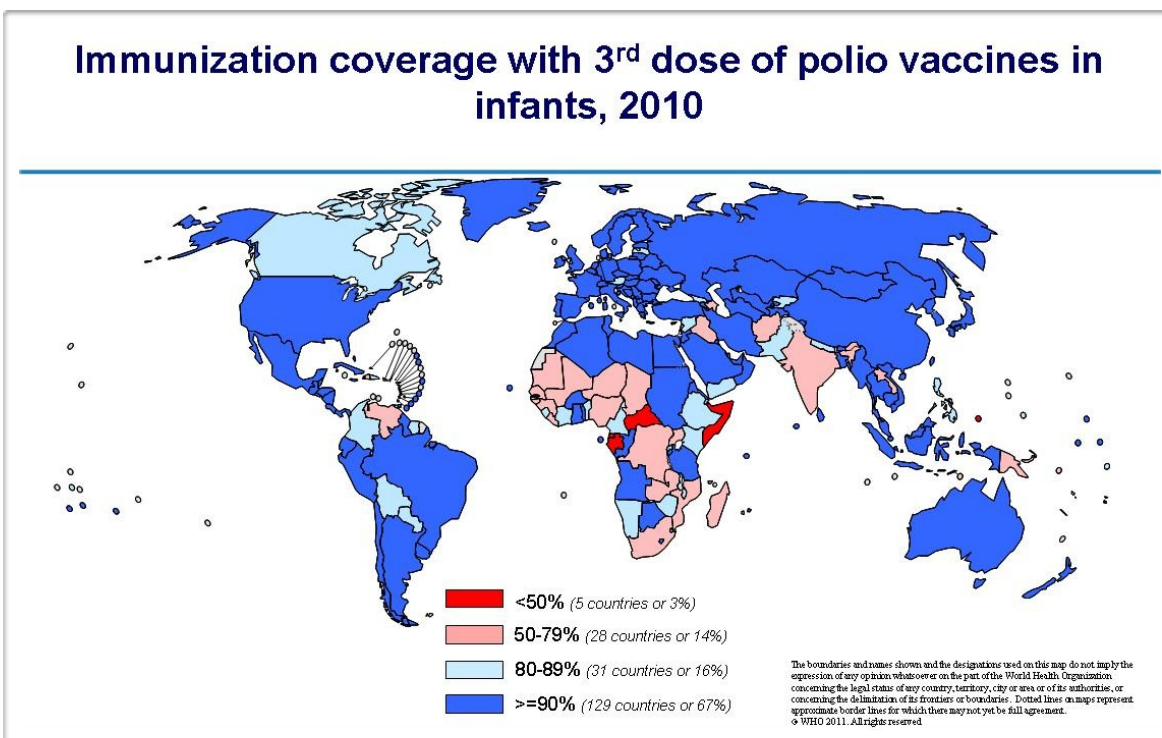 Immunization coverage with 3rd dose of polio vaccines in
infants, 2010
<50% (5 countries or 3%)
50-79% (28 countries or 14%)
80-89% (31 countries or 16%)
>=90% (129 countries or 67%)
The boundaries and names shown and the designations used on this map do not imply the
expression of any opinion whatsoever on the part of the World Health Organization
concerning the legal status of any country, territory, city or area or of its authorities, or
concerning the delimitation of its frontiers or boundaries. Dotted lines on maps represent
approximate border lines for which there may not yet be full agreement.
© WHO 2011. All rights reserved